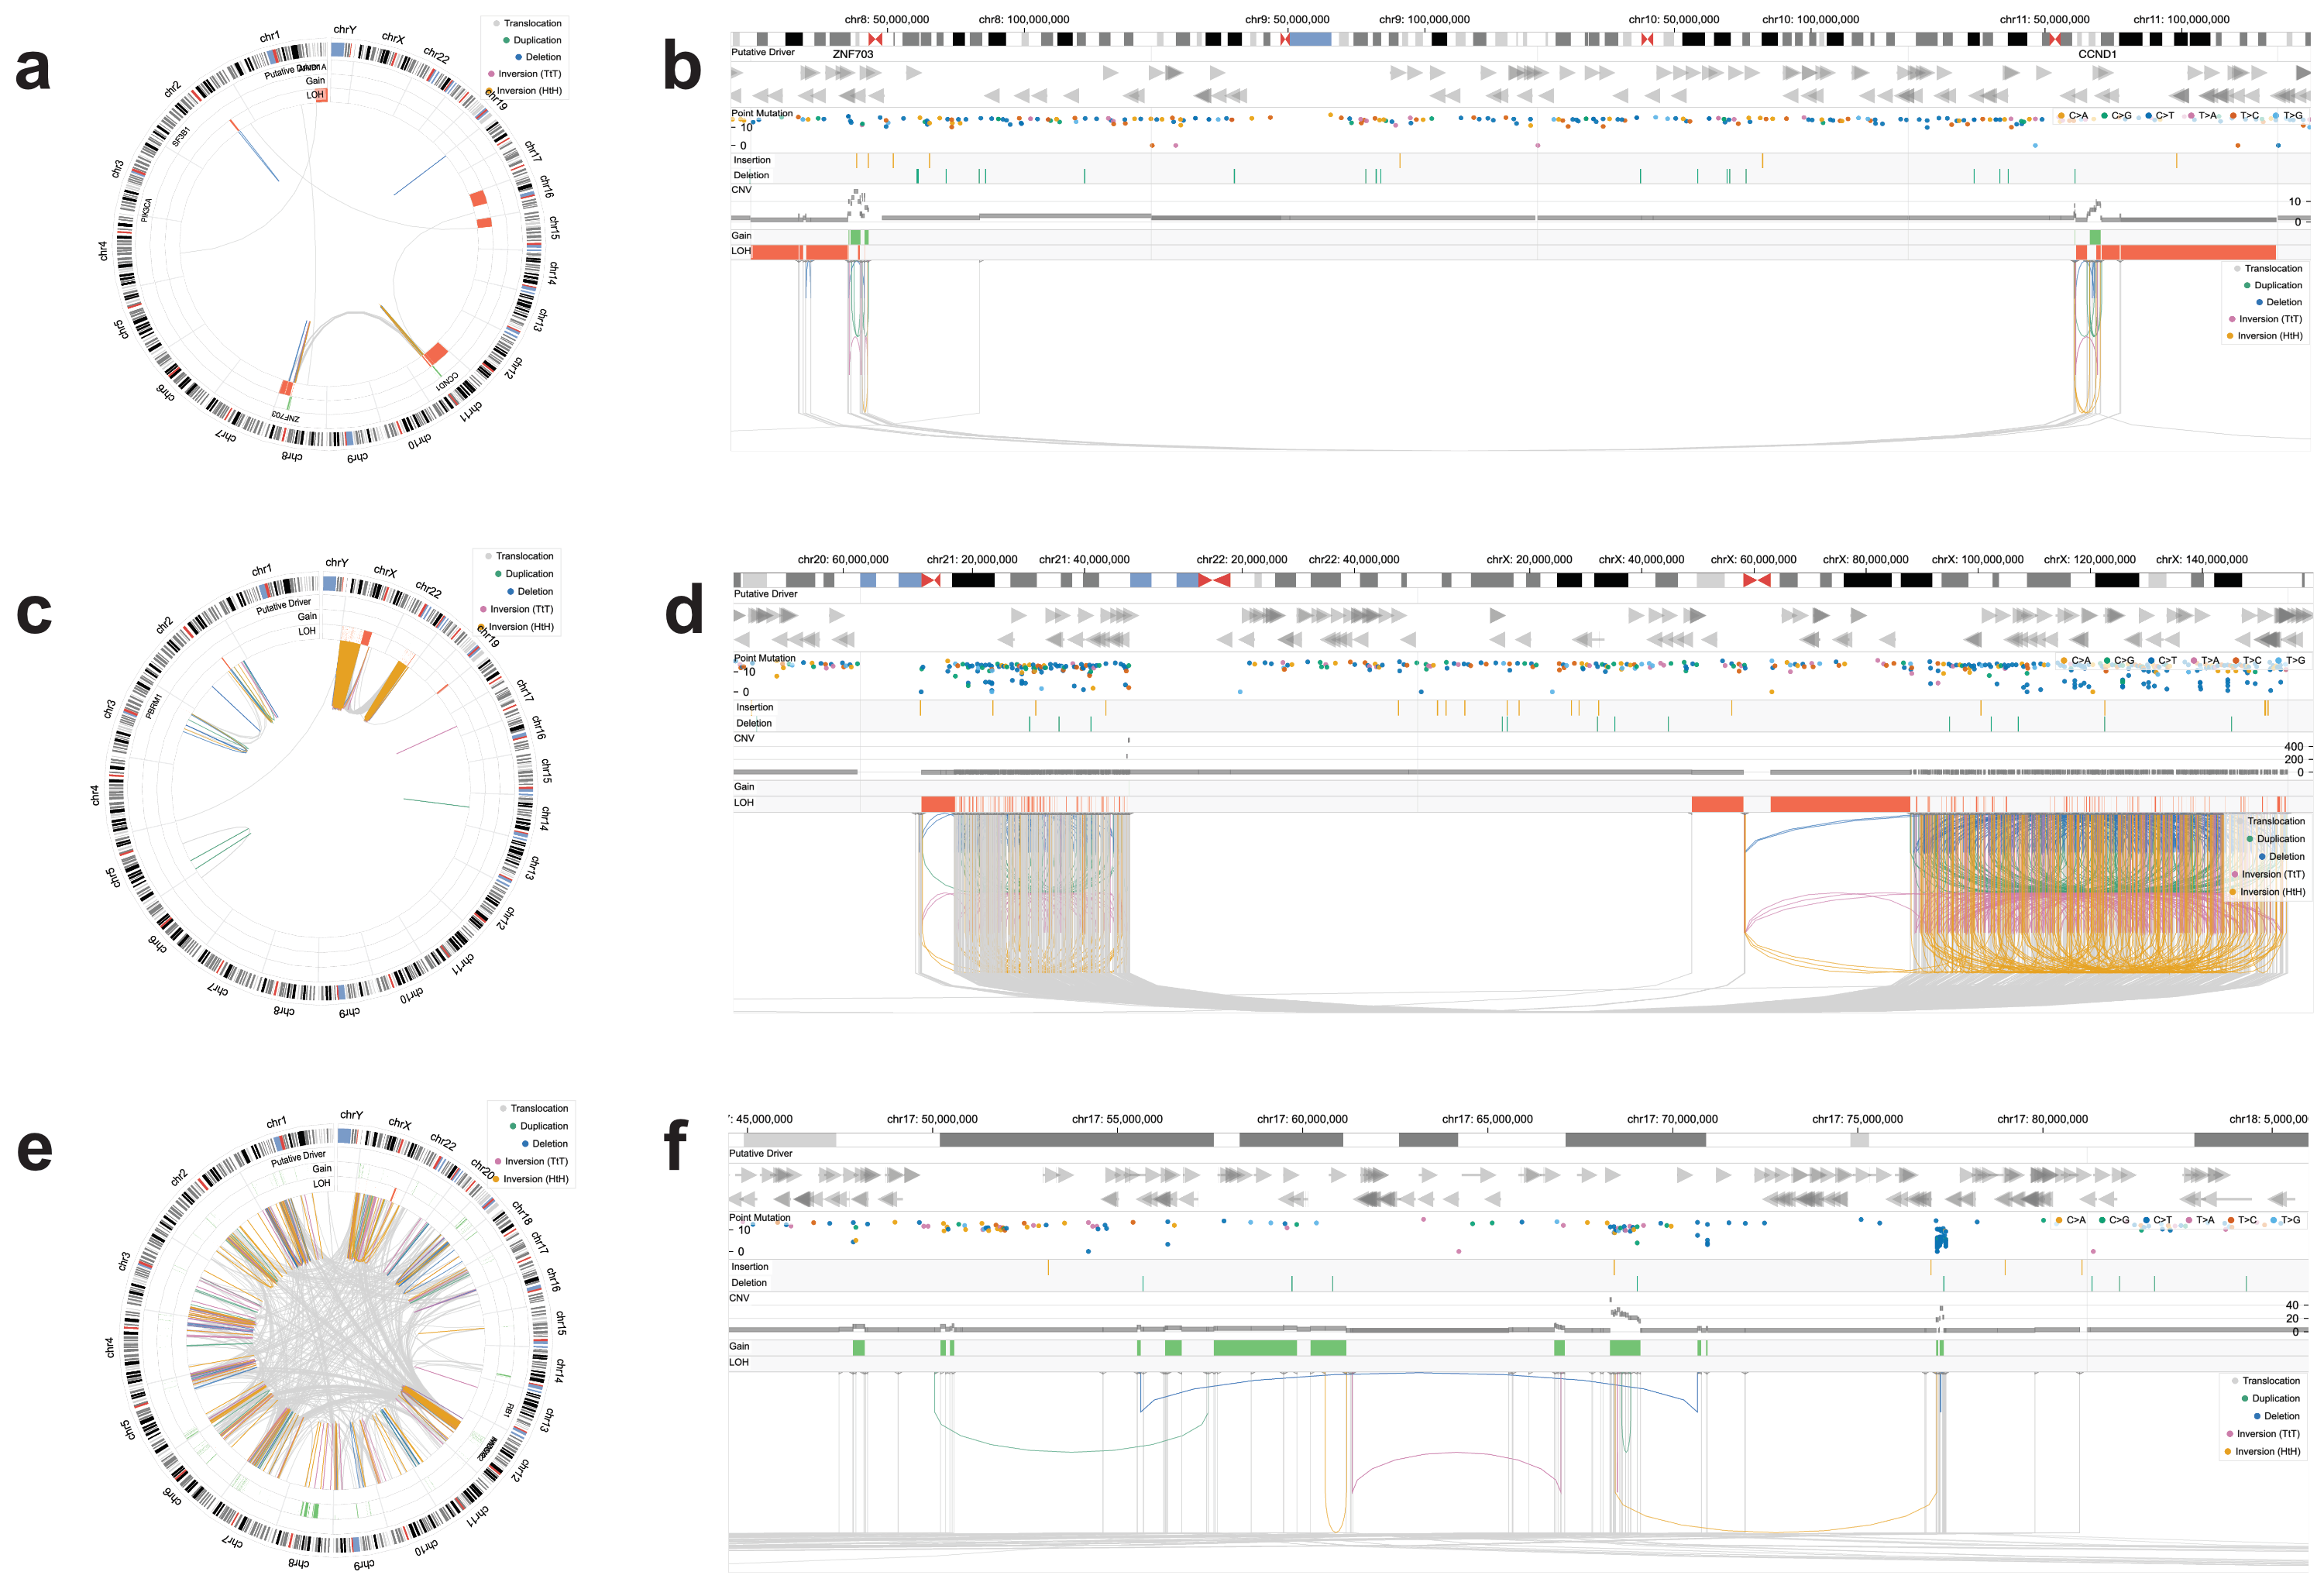 a
chr1
chrY
chrX
chr22
chr19
chr17
chr16
chr15
chr14
chr13
chr12
chr11
chr10
chr9
chr8
chr7
chr6
chr5
chr4
chr3
chr2
Putative Driver
Gain
LOH
SF3B1
PIK3CA
ZNF703
CCND1
Translocation
Duplication
Deletion
Inversion (TtT)
Inversion (HtH)
b
chr8: 50,000,000 chr8: 100,000,000 chr9: 50,000,000 chr9: 100,000,000 chr10: 50,000,000 chr10: 100,000,000 chr11: 50,000,000 chr11: 100,000,000
Putative Driver
ZNF703 CCND1
Point Mutation
C>A C>G C>T T>A T>C T>G
10
0
Insertion
Deletion
CNV
10
0
Gain
LOH
Translocation
Duplication
Deletion
Inversion (TtT)
Inversion (HtH)
c
chr1
chrY
chrX
chr22
chr19
chr17
chr16
chr15
chr14
chr13
chr12
chr11
chr10
chr9
chr8
chr7
chr6
chr5
chr4
chr3
chr2
Putative Driver
Gain
LOH
PBRM1
Translocation
Duplication
Deletion
Inversion (TtT)
Inversion (HtH)
d
chr20: 60,000,000 chr21: 20,000,000 chr21: 40,000,000 chr22: 20,000,000 chr22: 40,000,000 chrX: 20,000,000 chrX: 40,000,000 chrX: 60,000,000 chrX: 80,000,000 chrX: 100,000,000 chrX: 120,000,000 chrX: 140,000,000
Putative Driver
Point Mutation
C>A C>G C>T T>A T>C T>G
10
0
Insertion
Deletion
CNV
400
200
0
Gain
LOH
Translocation
Duplication
Deletion
Inversion (TtT)
Inversion (HtH)
e
chr1
chrY
chrX
chr22
chr20
chr18
chr17
chr16
chr15
chr14
chr13
chr12
chr11
chr10
chr9
chr8
chr7
chr6
chr5
chr4
chr3
chr2
Putative Driver
Gain
LOH
RB1
Translocation
Duplication
Deletion
Inversion (TtT)
Inversion (HtH)
f
7: 45,000,000 chr17: 50,000,000 chr17: 55,000,000 chr17: 60,000,000 chr17: 65,000,000 chr17: 70,000,000 chr17: 75,000,000 chr17: 80,000,000 chr18: 5,000,000
Putative Driver
Point Mutation
C>A C>G C>T T>A T>C T>G
10
0
Insertion
Deletion
CNV
40
20
0
Gain
LOH
Translocation
Duplication
Deletion
Inversion (TtT)
Inversion (HtH)